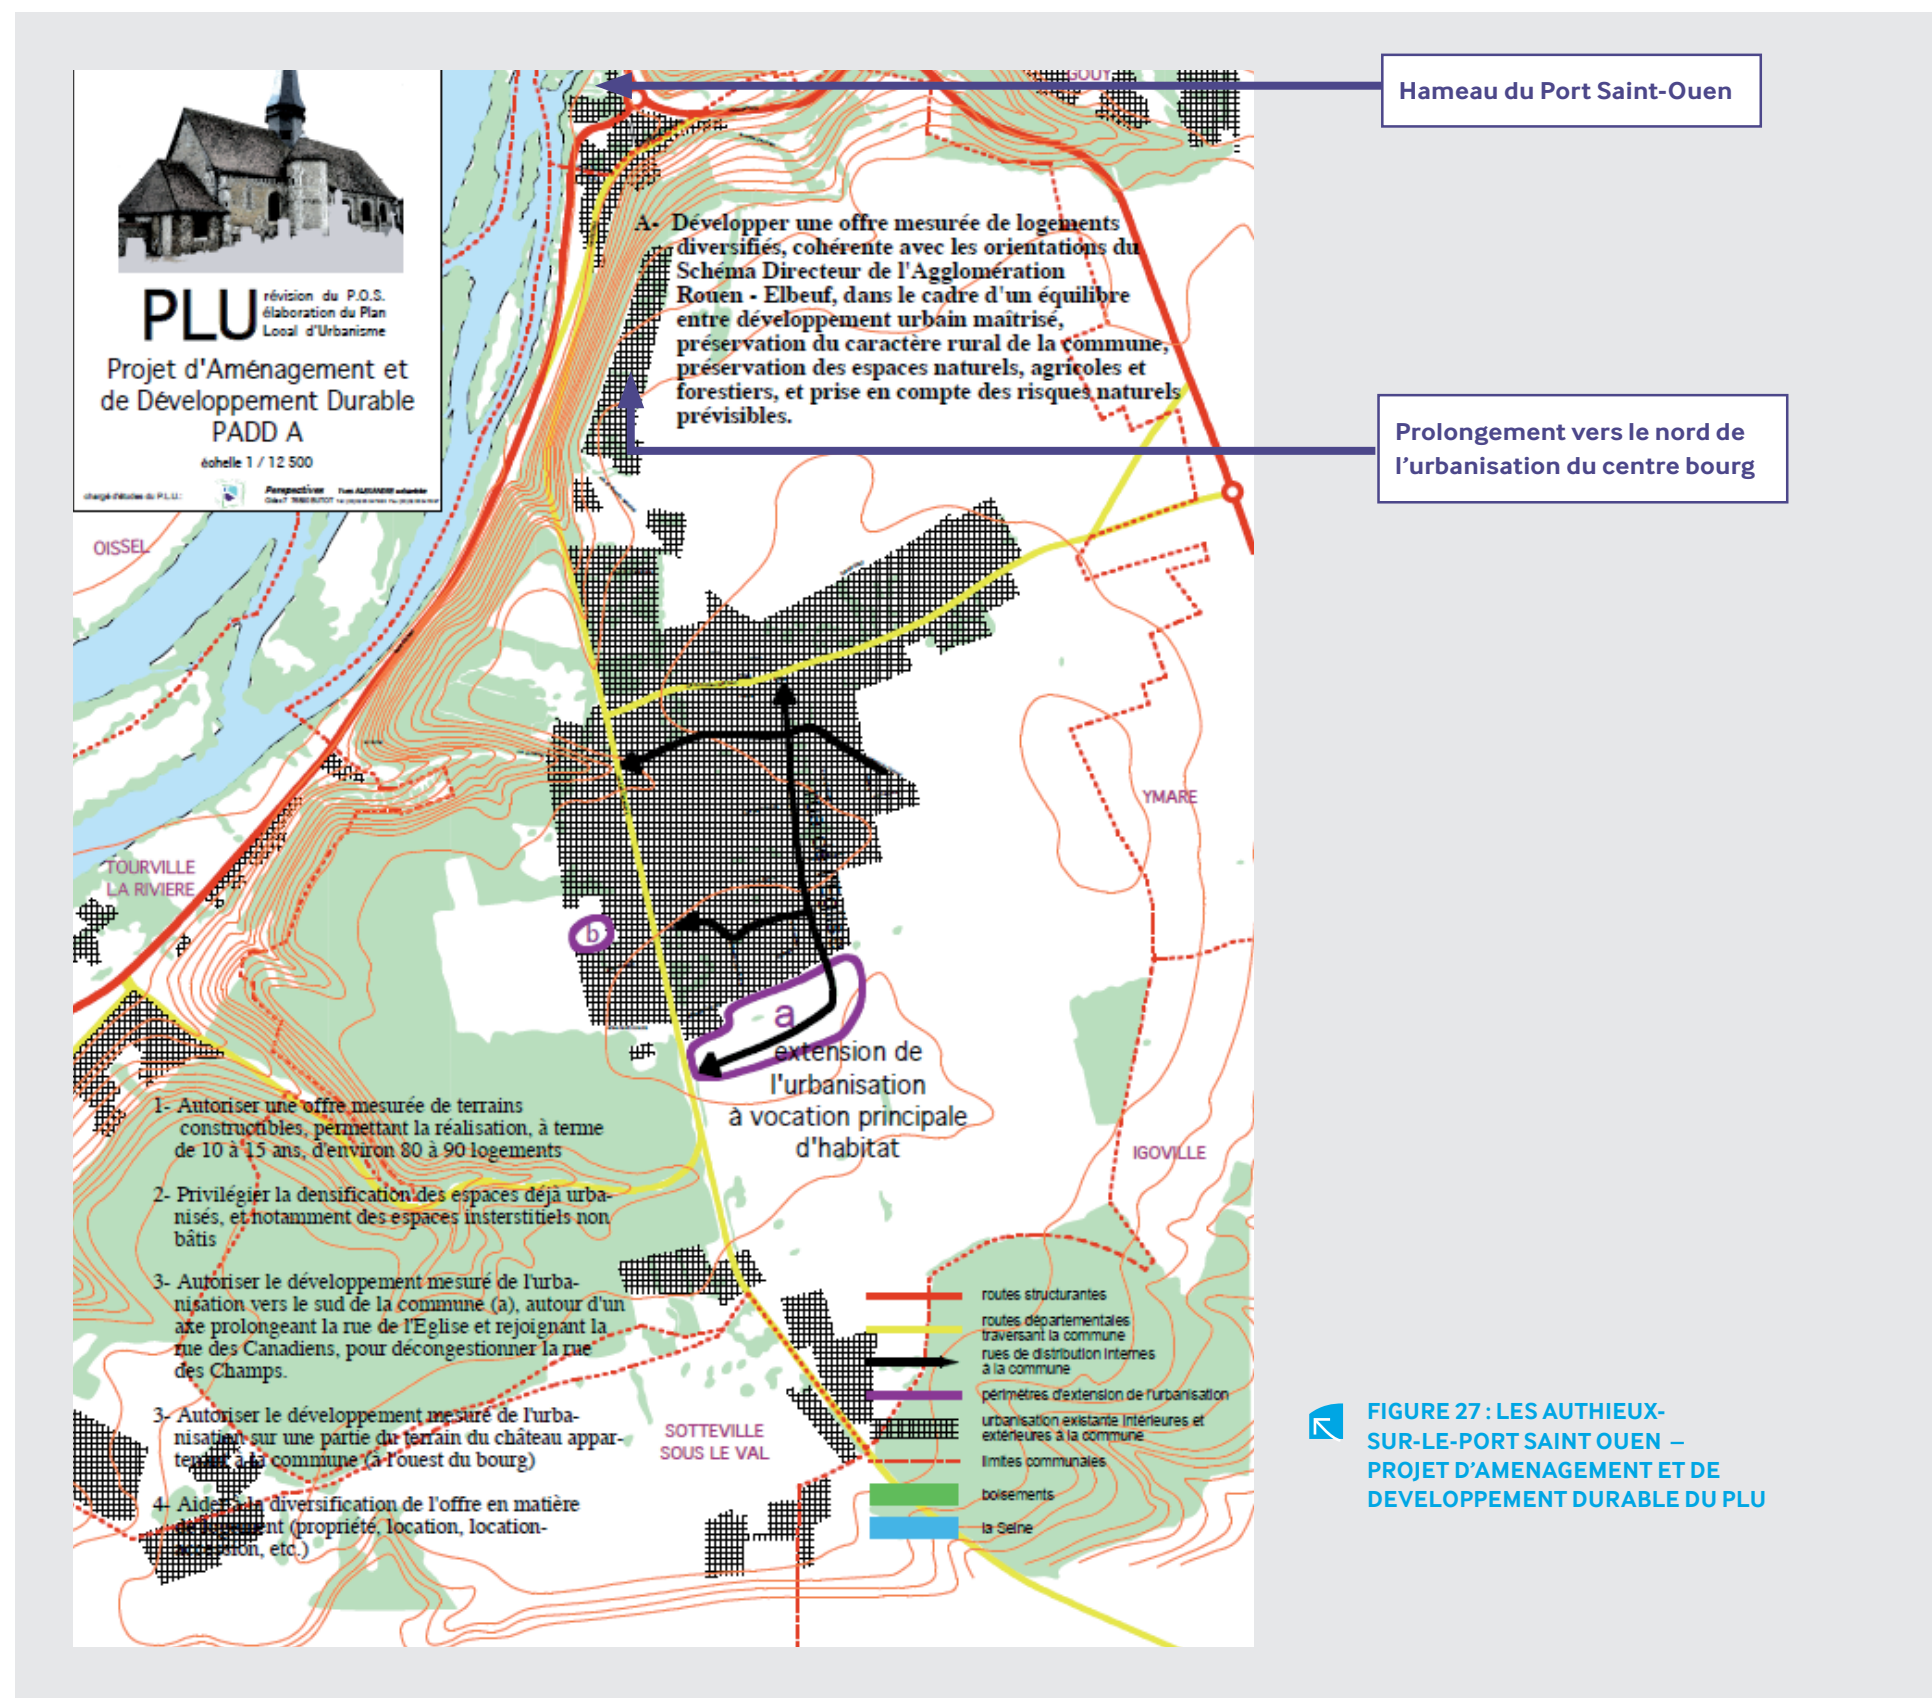 Hameau du Port Saint-Ouen
GOUY
PLU
révision du P.O.S.
élaboration du Plan
Local d'Urbanisme
Projet d'Aménagement et
de Développement Durable
PADD A
échelle 1 / 12 500
chargé d'études du P.L.U.:
Perspectives
A- Développer une offre mesurée de logements
diversifiés, cohérente avec les orientations du
Schéma Directeur de l'Agglomération
Rouen - Elbeuf, dans le cadre d'un équilibre
entre développement urbain maîtrisé,
préservation du caractère rural de la commune,
préservation des espaces naturels, agricoles et
forestiers, et prise en compte des risques naturels
prévisibles.
Prolongement vers le nord de
l'urbanisation du centre bourg
OISSEL
YMARE
TOURVILLE
LA RIVIERE
b
a
extension de
l'urbanisation
à vocation principale
d'habitat
IGOVILLE
1- Autoriser une offre mesurée de terrains
constructibles, permettant la réalisation, à terme
de 10 à 15 ans, d'environ 80 à 90 logements
2- Privilégier la densification des espaces déjà urba-
nisés, et notamment des espaces insterstitiels non
bâtis
3- Autoriser le développement mesuré de l'urba-
nisation vers le sud de la commune (a), autour d'un
axe prolongeant la rue de l'Eglise et rejoignant la
rue des Canadiens, pour décongestionner la rue
des Champs.
3- Autoriser le développement mesuré de l'urba-
nisation sur une partie du terrain du château appar-
tenant à la commune (à l'ouest du bourg)
4- Aider à la diversification de l'offre en matière
de logement (propriété, location, location-
accession, etc.)
SOTTEVILLE
SOUS LE VAL
routes structurantes
routes départementales
traversant la commune
rues de distribution internes
à la commune
périmètres d'extension de l'urbanisation
urbanisation existante intérieures et
extérieures à la commune
limites communales
boisements
la Seine
FIGURE 27 : LES AUTHIEUX-
SUR-LE-PORT SAINT OUEN –
PROJET D'AMENAGEMENT ET DE
DEVELOPPEMENT DURABLE DU PLU